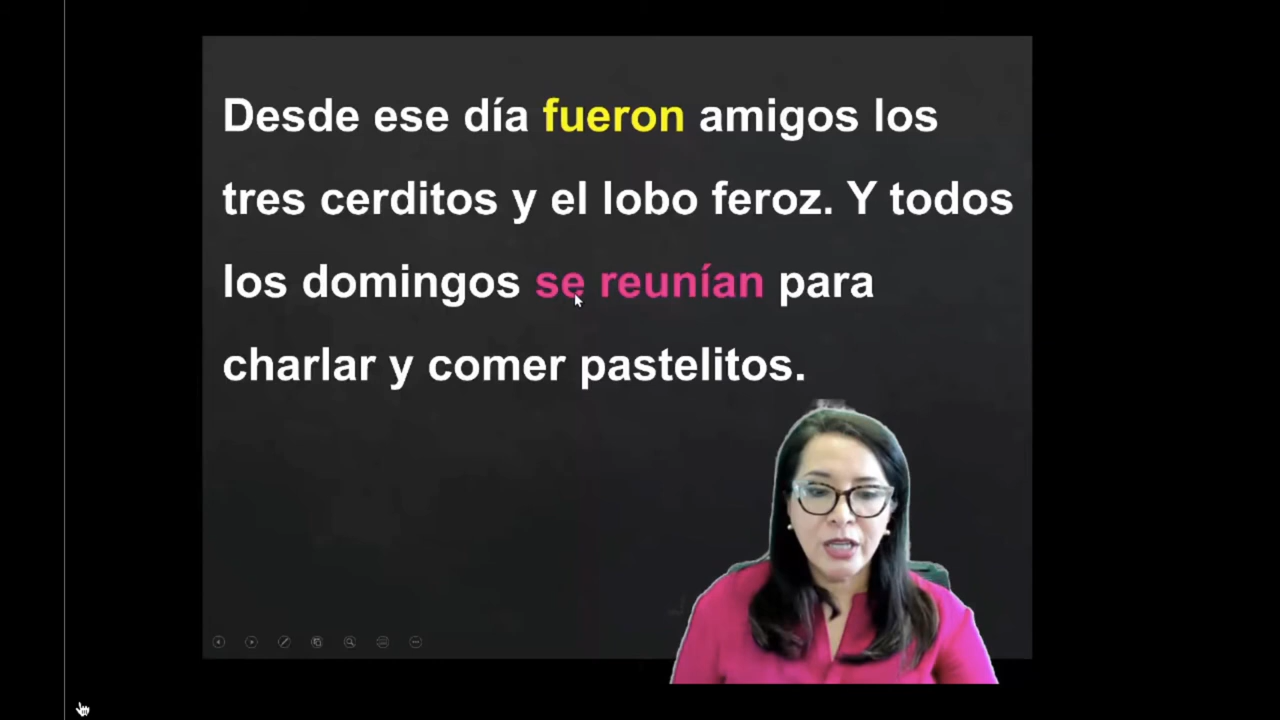 Desde ese día fueron amigos los
tres cerditos y el lobo feroz. Y todos
los domingos se reunían para
charlar y comer pastelitos.